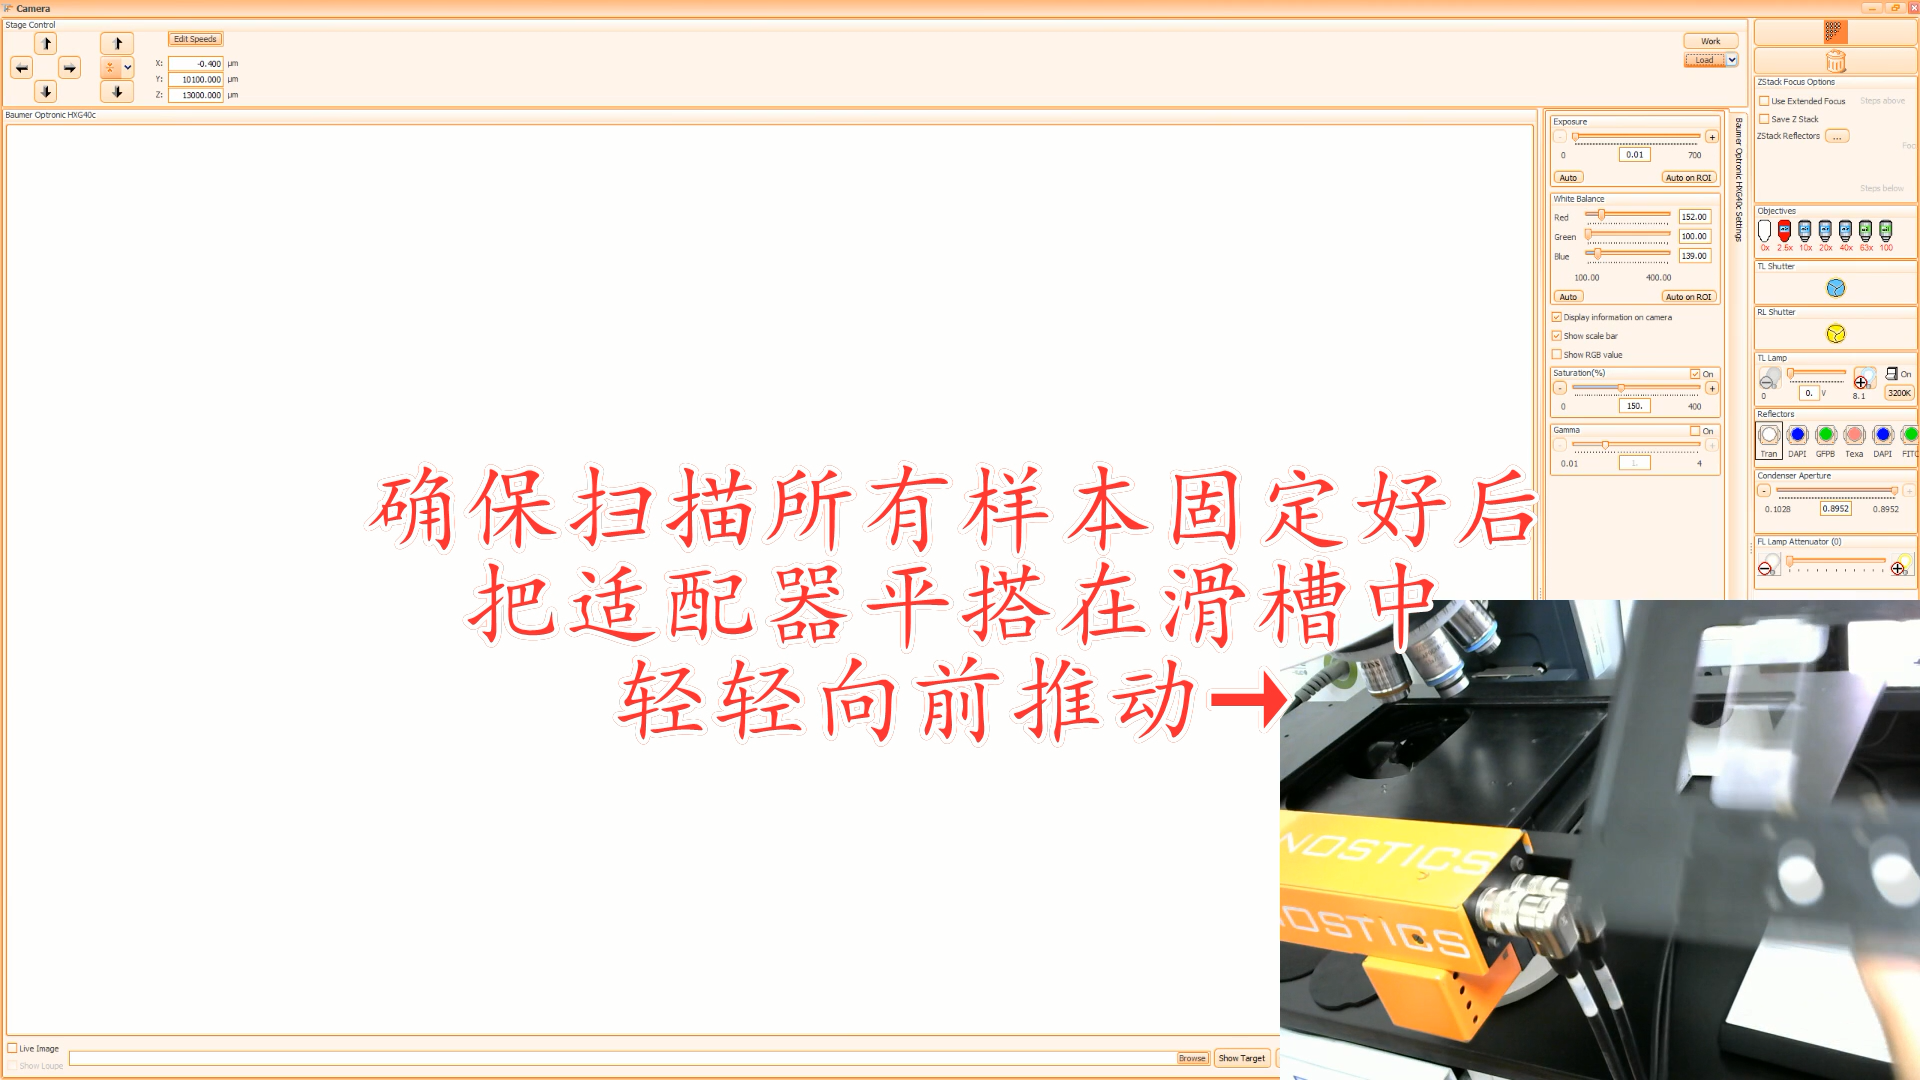 Camera
Stage Control
Edit Speeds
X: -0.400 µm
Y: 10100.000 µm
Z: 13000.000 µm
Work
Load
Baumer Optronic HXG40c
Exposure
0 0.01 700
Auto Auto on ROI
White Balance
Red 152.00
Green 100.00
Blue 139.00
100.00 400.00
Auto Auto on ROI
Display information on camera
Show scale bar
Show RGB value
Saturation(%) On
0 150. 400
Gamma On
0.01 1. 4
Baumer Optronic HXG40c Settings
ZStack Focus Options
Use Extended Focus Steps above
Save Z Stack
ZStack Reflectors ...
Foc
Steps below
Objectives
0x 2.5x 10x 20x 40x 63x 100
TL Shutter
RL Shutter
TL Lamp
On
0 0. V 8.1 3200K
Reflectors
Tran DAPI GFPB Texa DAPI FITC
Condenser Aperture
0.1028 0.8952 0.8952
FL Lamp Attenuator (0)
确保扫描所有样本固定好后
把适配器平搭在滑槽中
轻轻向前推动→
NOSTICS
OSTICS
Live Image
Show Loupe
Browse
Show Target